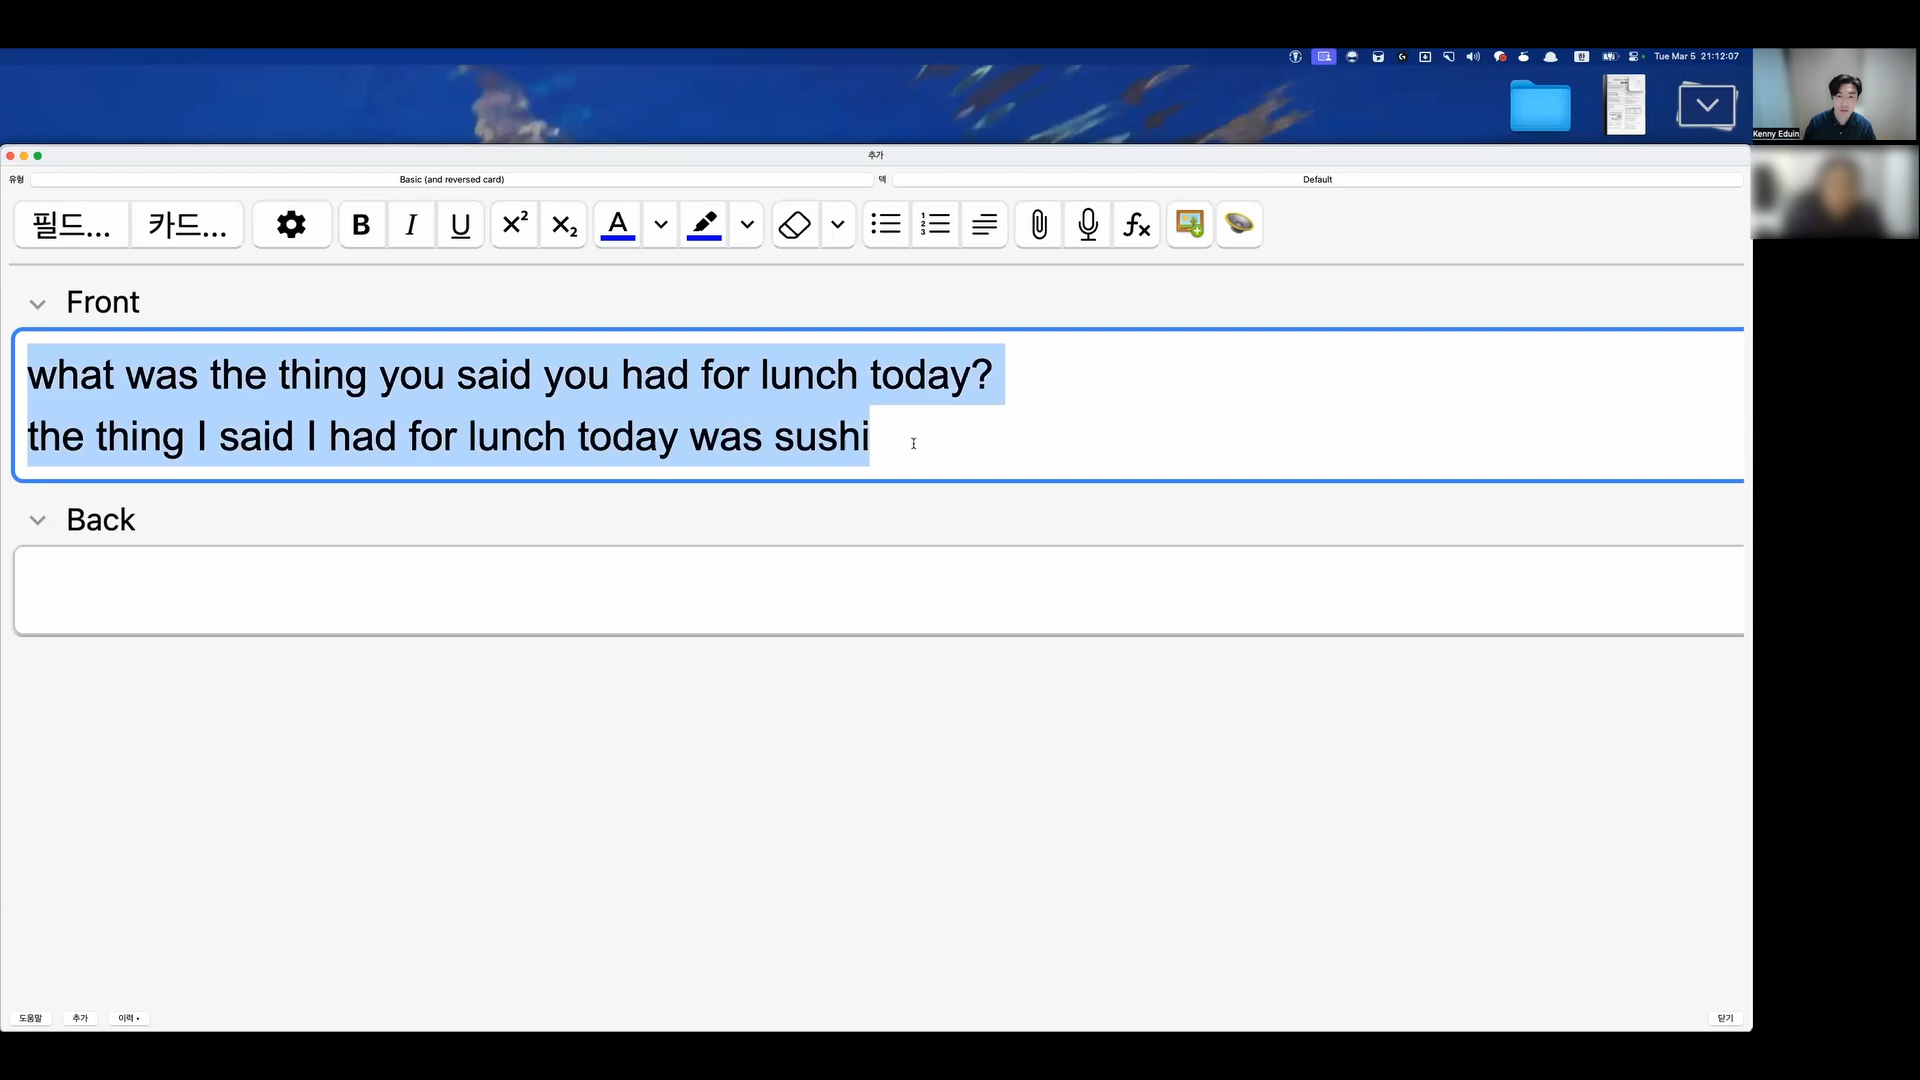 Tue Mar 5 21:12:07
Kenny Eduin
추가
유형
Basic (and reversed card)
덱
Default
필드...
카드...
Front
what was the thing you said you had for lunch today?
the thing I said I had for lunch today was sushi
Back
도움말
추가
이력
닫기